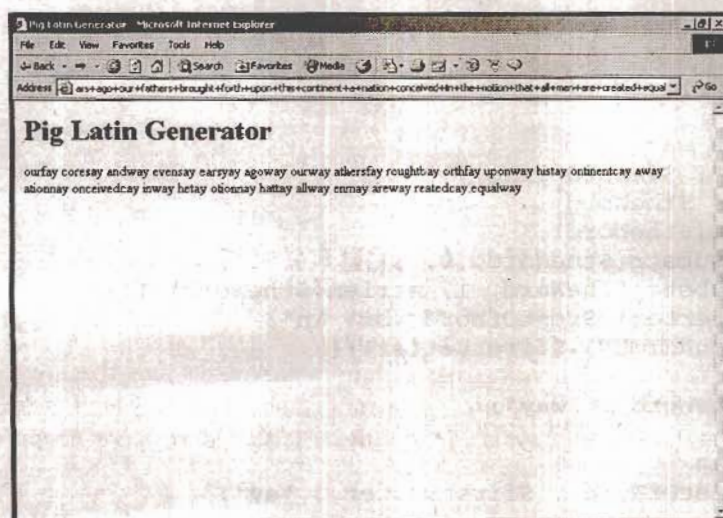 Pig Latin Generator - Microsoft Internet Explorer
File Edit View Favorites Tools Help
Back Search Favorites Media
Address ars+ago+our+fathers+brought+forth+upon+this+continent+a+nation+conceived+in+the+notion+that+all+men+are+created+equal Go
Pig Latin Generator
ourfay coresay andway evensay earsyay agoway ourway athersfay roughtbay orthfay uponway histay ontinentcay away
ationnay onceivedcay inway hetay otionnay hattay allway enmay areway reatedcay equalway